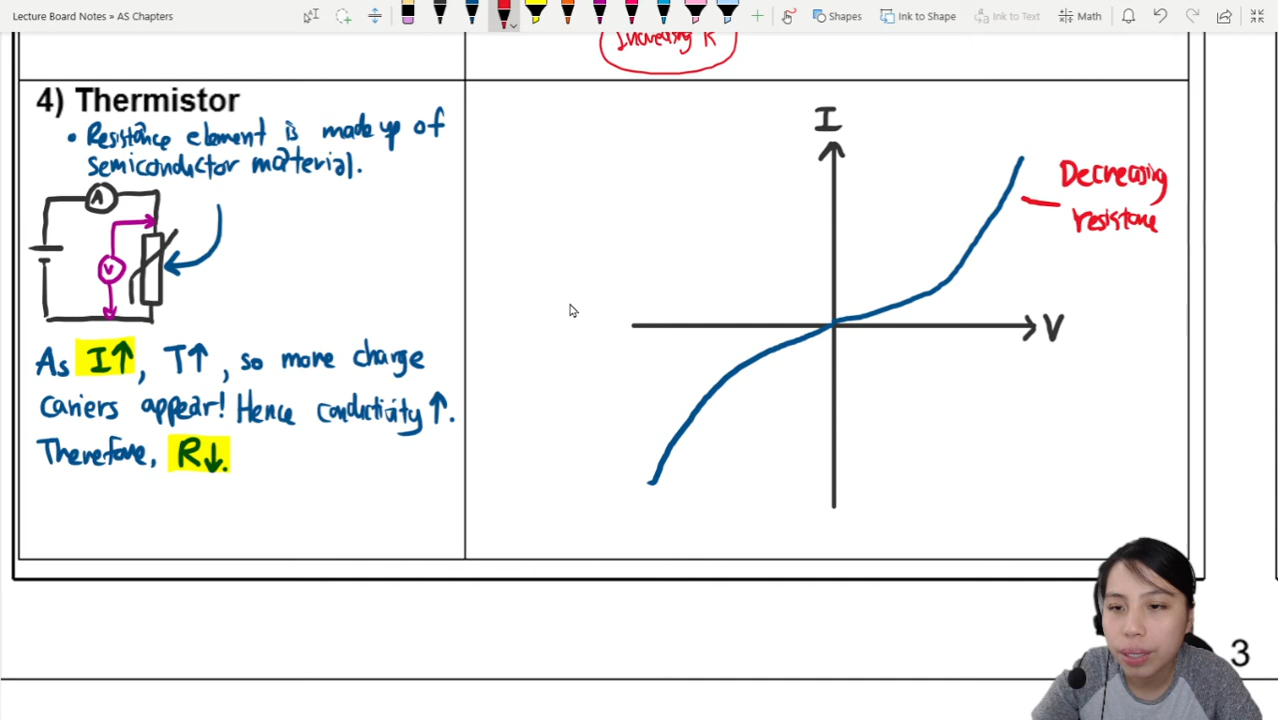 Lecture Board Notes » AS Chapters
Shapes
Ink to Shape
Ink to Text
Math
Increasing R
4) Thermistor
• Resistance element is made up of
semiconductor material.
A
V
As I↑, T↑, so more charge
carriers appear! Hence conductivity ↑.
Therefore, R↓.
I
V
Decreasing
resistance
3